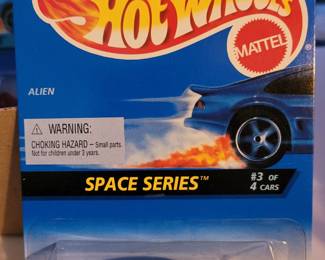 Hot Wheels
MATTEL
ALIEN
⚠ WARNING:
CHOKING HAZARD – Small parts.
Not for children under 3 years.
SPACE SERIES™
#3 OF
4 CARS